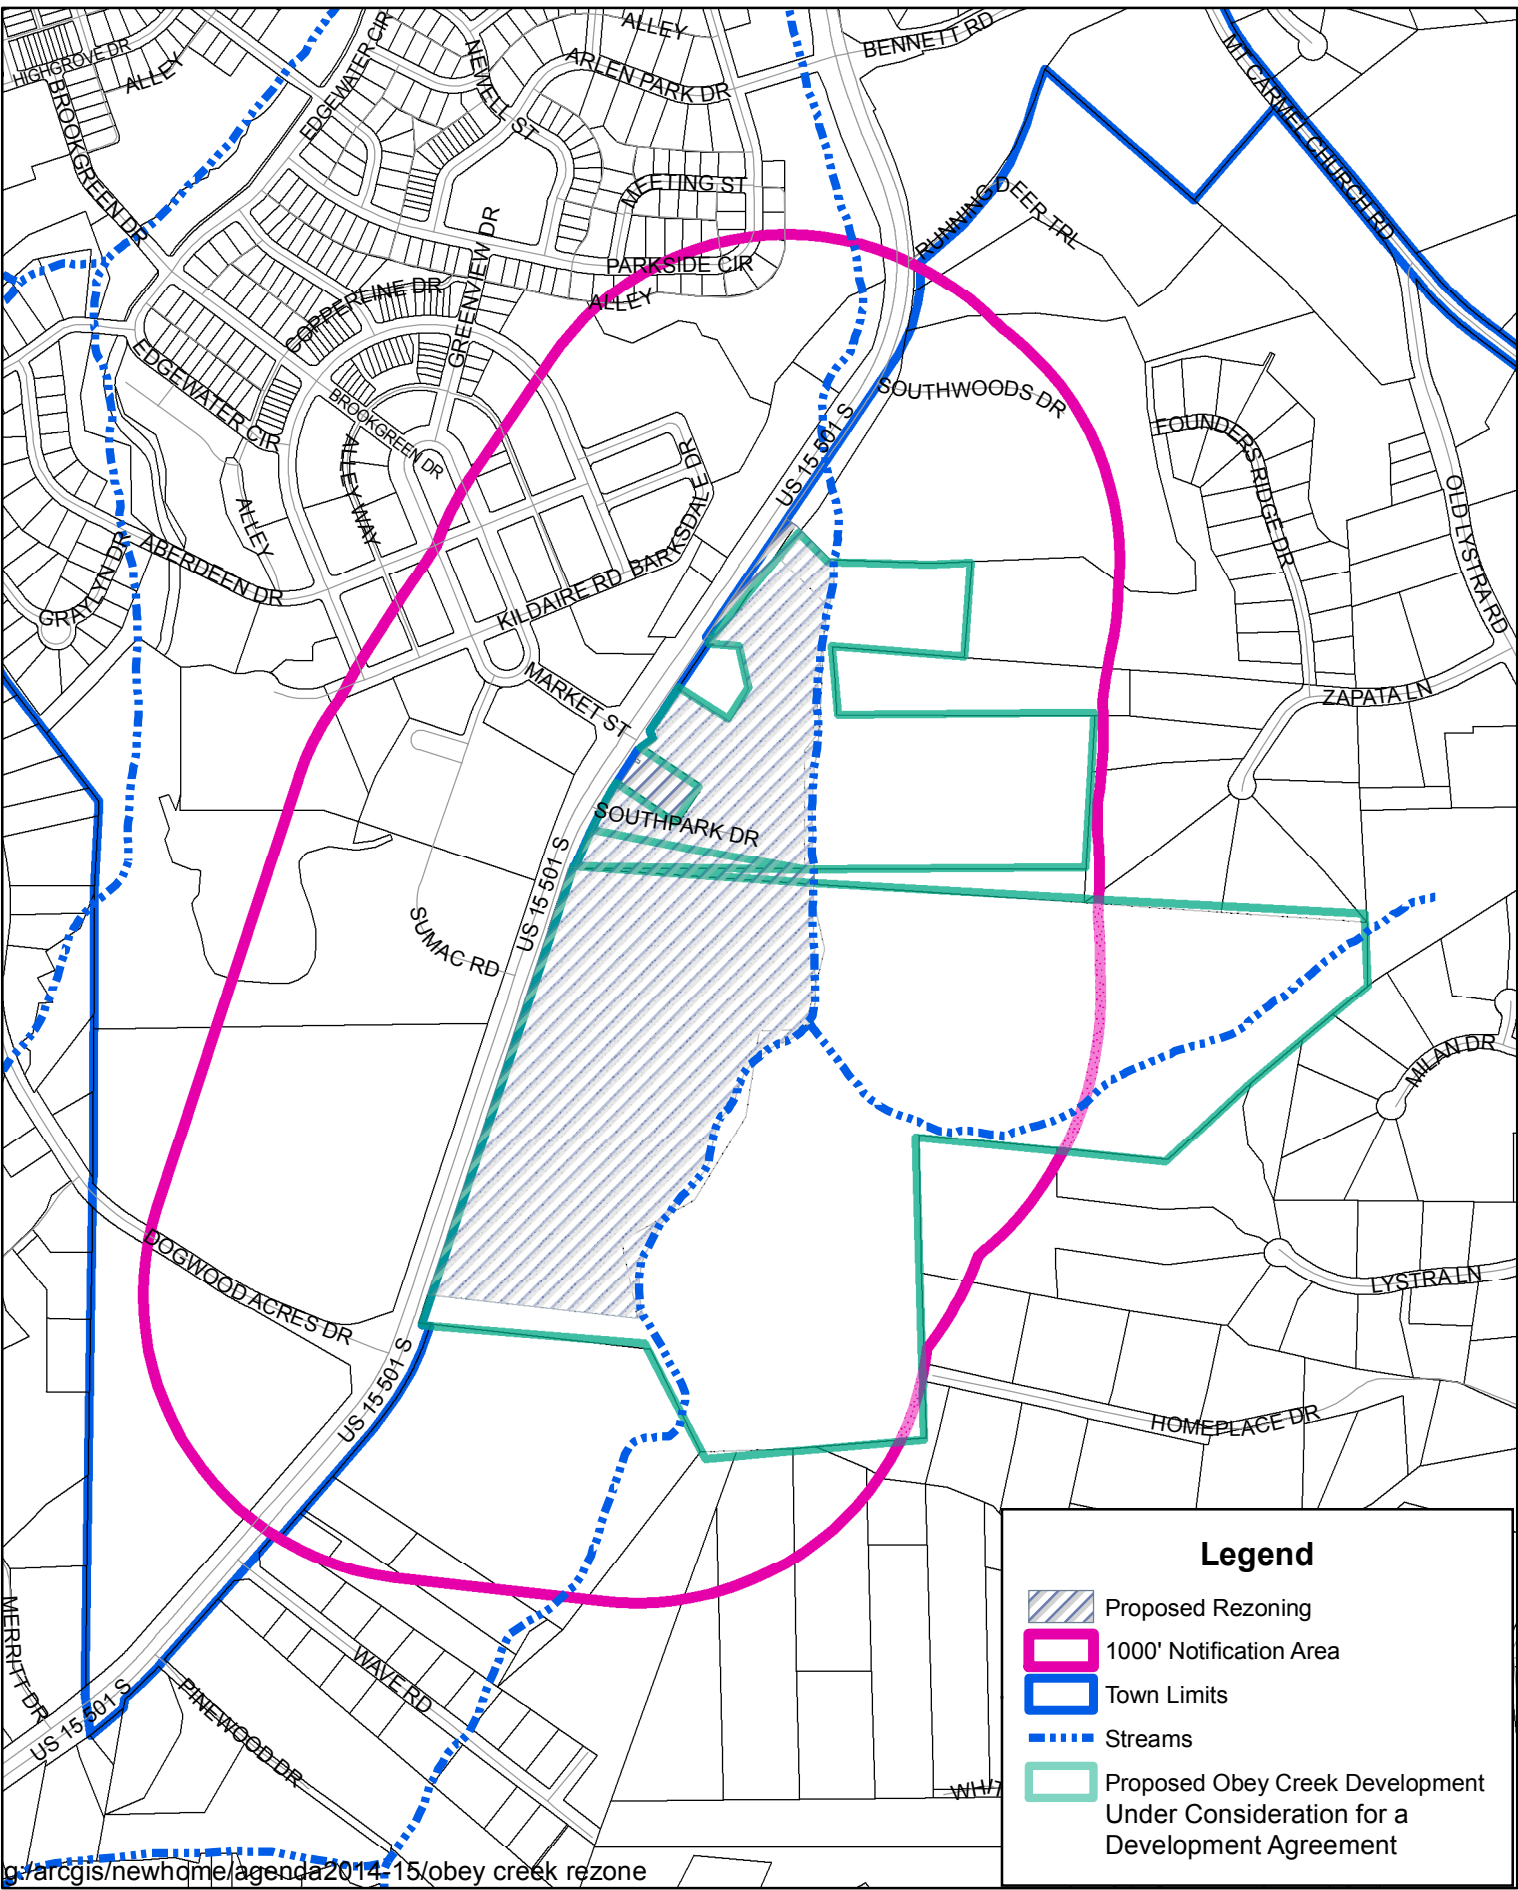 ALLEY
BENNETT RD
HIGHGROVE DR
ALLEY
EDGEWATER CIR
NEWELL ST
ARLEN PARK DR
MT CARMEL CHURCH RD
BROOKGREEN DR
MEETING ST
RUNNING DEER TRL
GREENVIEW DR
PARKSIDE CIR
ALLEY
COPPERLINE DR
EDGEWATER CIR
BROOKGREEN DR
SOUTHWOODS DR
US 15 501 S
FOUNDERS RIDGE DR
ALLEY WAY
ALLEY
BARKSDALE DR
OLD LYSTRA RD
ABERDEEN DR
GRAYLYN DR
KILDAIRE RD
MARKET ST
ZAPATA LN
SOUTHPARK DR
US 15 501 S
SUMAC RD
MILAN DR
DOGWOOD ACRES DR
LYSTRA LN
US 15 501 S
HOMEPLACE DR
MERRITT DR
WAVE RD
PINEWOOD DR
US 15 501 S
Legend
Proposed Rezoning
1000' Notification Area
Town Limits
Streams
Proposed Obey Creek Development
Under Consideration for a
Development Agreement
g:/arcgis/newhome/agenda2014-15/obey creek rezone